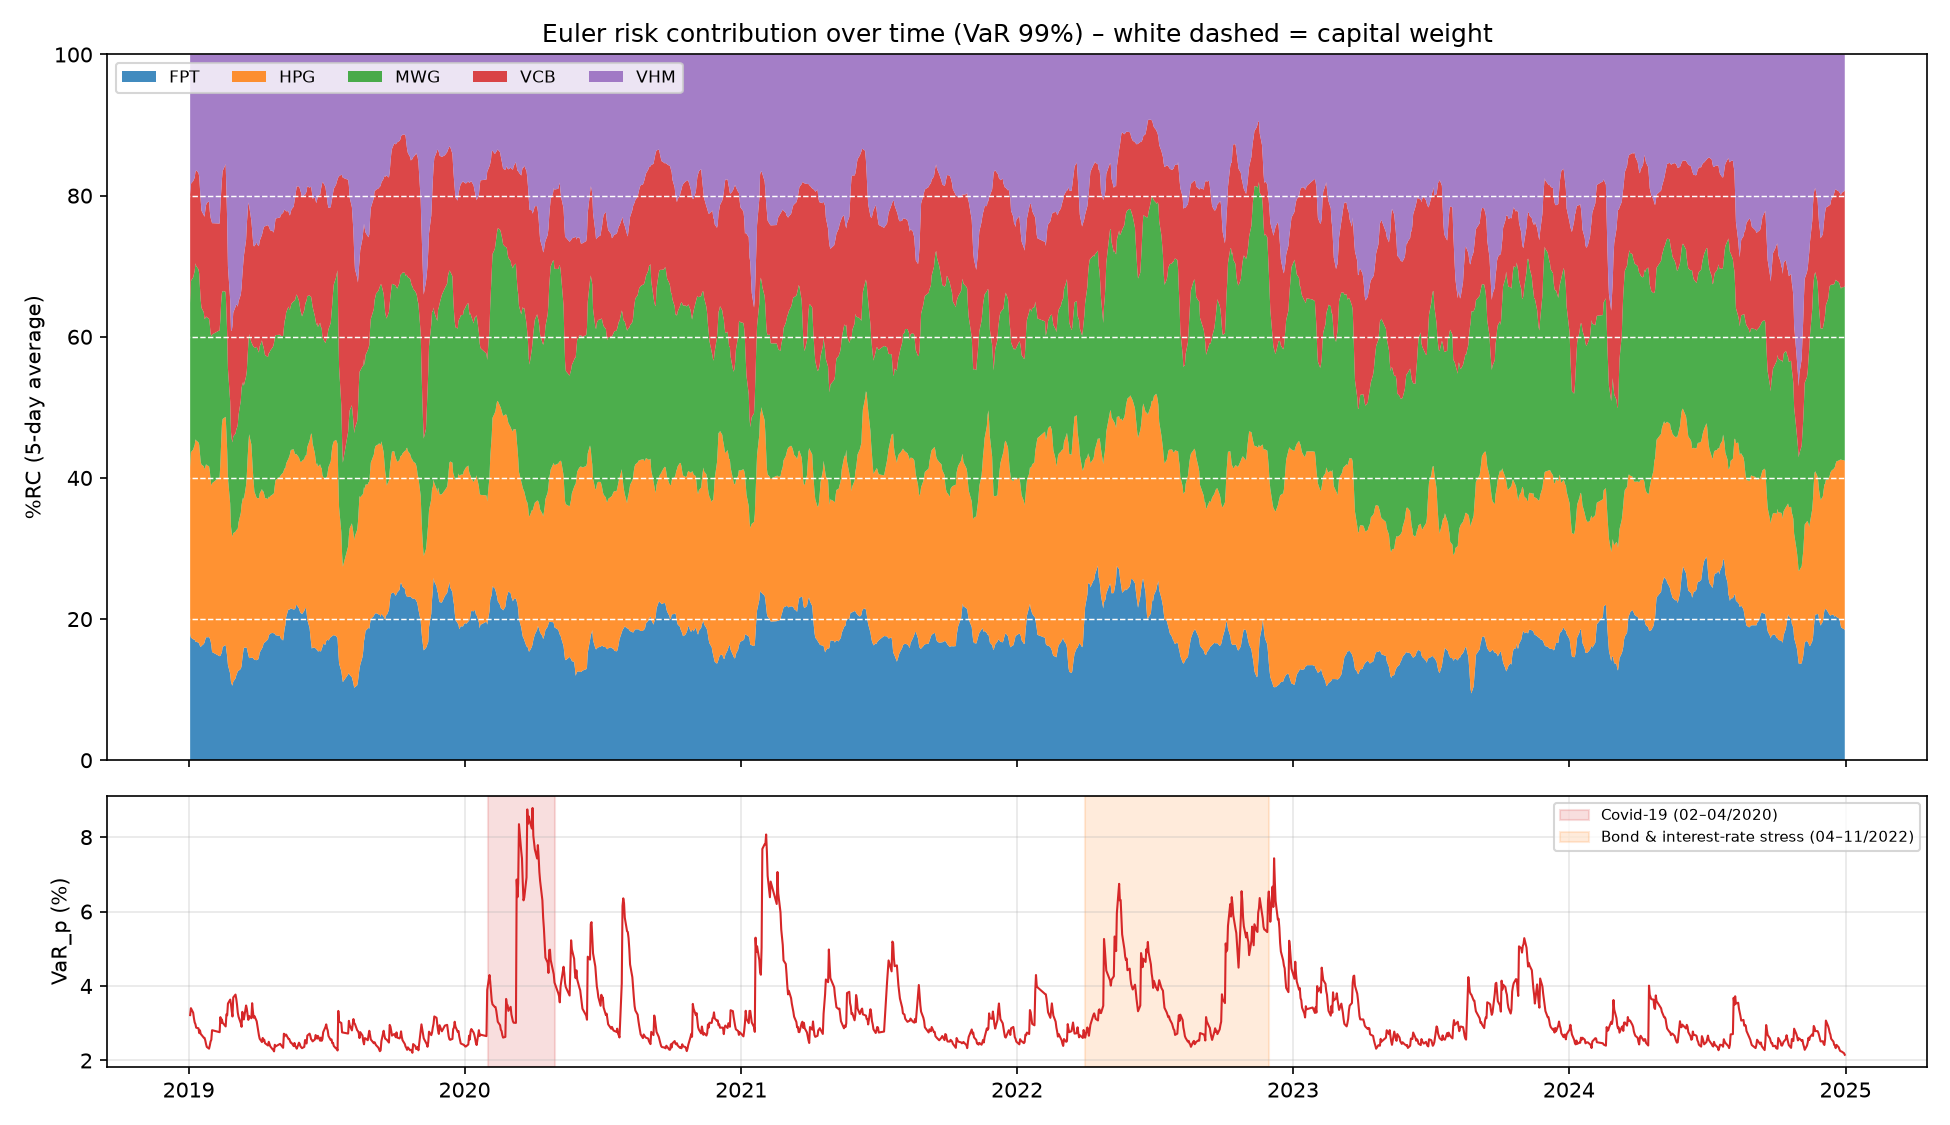 Euler risk contribution over time (VaR 99%) – white dashed = capital weight
FPT HPG MWG VCB VHM
%RC (5-day average)
100
80
60
40
20
0
VaR_p (%)
8
6
4
2
Covid-19 (02–04/2020)
Bond & interest-rate stress (04–11/2022)
2019 2020 2021 2022 2023 2024 2025